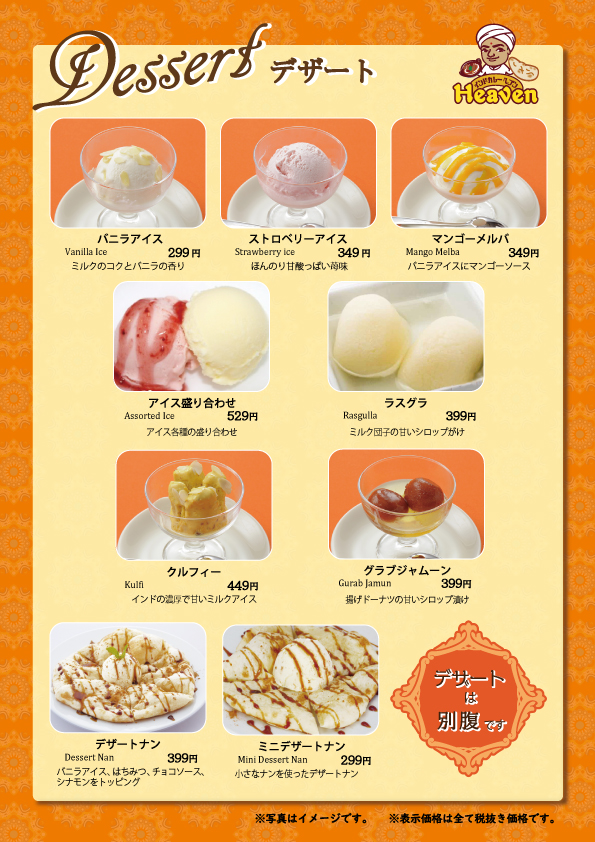 Dessert デザート
インドカレーヘブン
Heaven
バニラアイス
Vanilla Ice 299円
ミルクのコクとバニラの香り
ストロベリーアイス
Strawberry ice 349円
ほんのり甘酸っぱい苺味
マンゴーメルバ
Mango Melba 349円
バニラアイスにマンゴーソース
アイス盛り合わせ
Assorted Ice 529円
アイス各種の盛り合わせ
ラスグラ
Rasgulla 399円
ミルク団子の甘いシロップがけ
クルフィー
Kulfi 449円
インドの濃厚で甘いミルクアイス
グラブジャムーン
Gurab Jamun 399円
揚げドーナツの甘いシロップ漬け
デザートナン
Dessert Nan 399円
バニラアイス、はちみつ、チョコソース、
シナモンをトッピング
ミニデザートナン
Mini Dessert Nan 299円
小さなナンを使ったデザートナン
デザート
は
別腹です
※写真はイメージです。 ※表示価格は全て税抜き価格です。